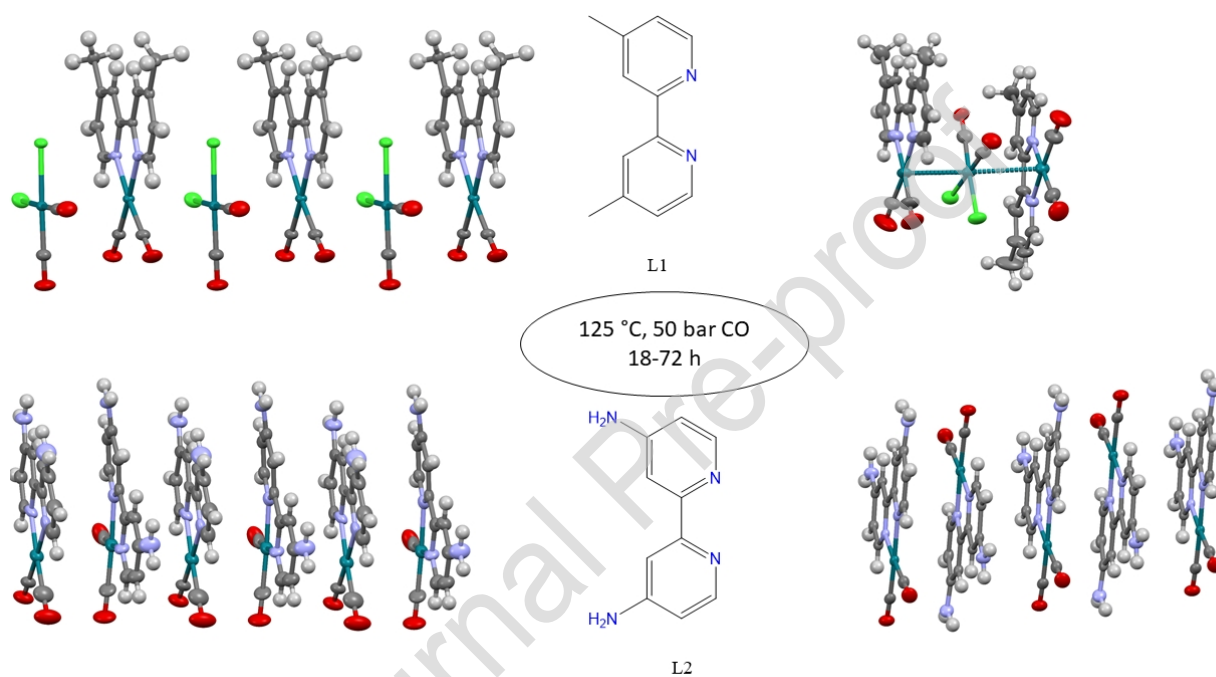 N
N
L1
125 °C, 50 bar CO
18-72 h
H₂N
N
N
H₂N
L2
Journal Pre-proof